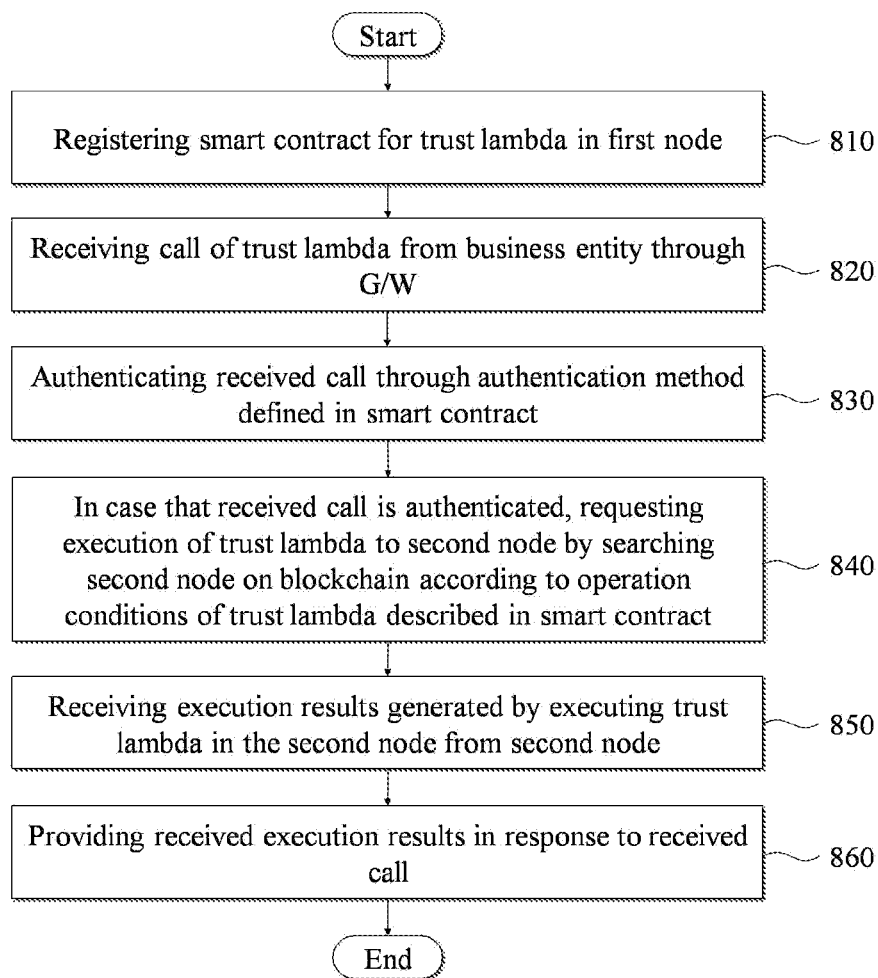 Start
Registering smart contract for trust lambda in first node
810
Receiving call of trust lambda from business entity through
G/W
820
Authenticating received call through authentication method
defined in smart contract
830
In case that received call is authenticated, requesting
execution of trust lambda to second node by searching
second node on blockchain according to operation
conditions of trust lambda described in smart contract
840
Receiving execution results generated by executing trust
lambda in the second node from second node
850
Providing received execution results in response to received
call
860
End